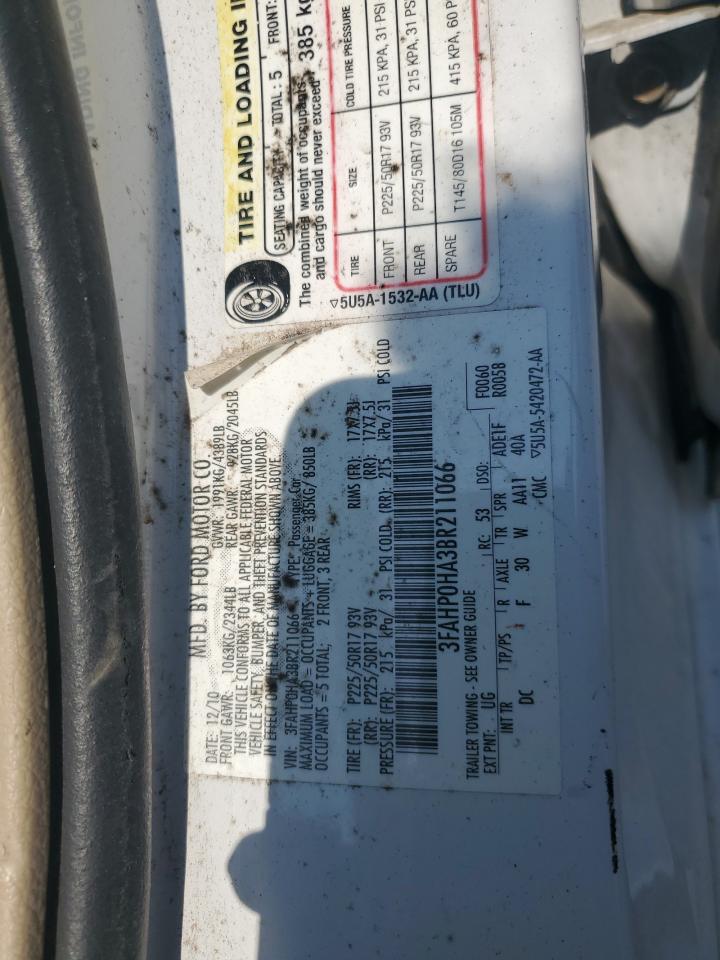 TIRE AND LOADING I
SEATING CAPACITY TOTAL: 5 FRONT:
The combined weight of occupants
and cargo should never exceed 385 kg
TIRE SIZE COLD TIRE PRESSURE
FRONT P225/50R17 93V 215 KPA, 31 PSI
REAR P225/50R17 93V 215 KPA, 31 PSI
SPARE T145/80D16 105M 415 KPA, 60 P
▽5U5A-1532-AA (TLU)
MFD. BY FORD MOTOR CO.
DATE: 12/10 GVWR: 1991KG/4389LB
FRONT GAWR: 1063KG/2344LB REAR GAWR: 928KG/2045LB
THIS VEHICLE CONFORMS TO ALL APPLICABLE FEDERAL MOTOR
VEHICLE SAFETY, BUMPER, AND THEFT PREVENTION STANDARDS
IN EFFECT ON THE DATE OF MANUFACTURE SHOWN ABOVE.
VIN: 3FAHP0HA3BR211066 TYPE: Passenger Car
MAXIMUM LOAD = OCCUPANTS + LUGGAGE = 385KG/ 850LB
OCCUPANTS = 5 TOTAL; 2 FRONT, 3 REAR
TIRE (FR): P225/50R17 93V RIMS (FR): 17X7.5J
(RR): P225/50R17 93V (RR): 17X7.5J
PRESSURE (FR): 215 kPa/ 31 PSI COLD (RR): 215 kPa/ 31 PSI COLD
3FAHP0HA3BR211066
TRAILER TOWING - SEE OWNER GUIDE
EXT PNT: UG RC: 53 DSO: F0060
R0058
INT TR TP/PS R AXLE TR SPR ADE1F
DC F 30 W AA11 40A
CMC ▽5U5A-5420472-AA